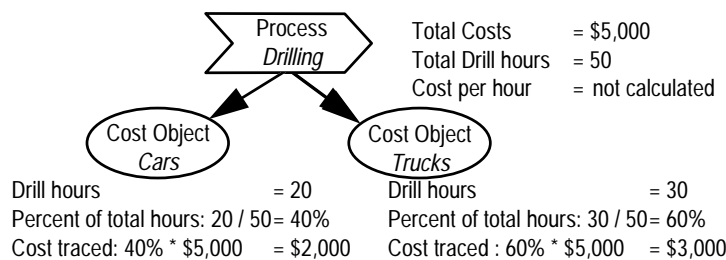 Process
Drilling
Total Costs = $5,000
Total Drill hours = 50
Cost per hour = not calculated
Cost Object
Cars
Cost Object
Trucks
Drill hours = 20
Percent of total hours: 20 / 50 = 40%
Cost traced: 40% * $5,000 = $2,000
Drill hours = 30
Percent of total hours: 30 / 50 = 60%
Cost traced : 60% * $5,000 = $3,000